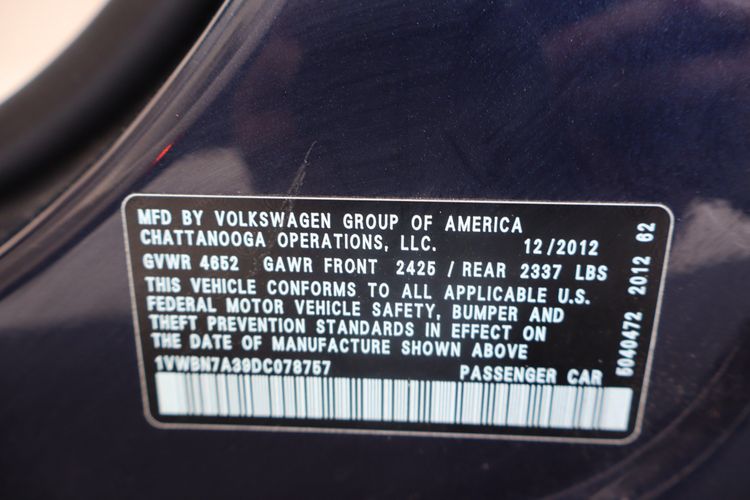 MFD BY VOLKSWAGEN GROUP OF AMERICA
CHATTANOOGA OPERATIONS, LLC. 12/2012
GVWR 4652 GAWR FRONT 2425 / REAR 2337 LBS
THIS VEHICLE CONFORMS TO ALL APPLICABLE U.S.
FEDERAL MOTOR VEHICLE SAFETY, BUMPER AND
THEFT PREVENTION STANDARDS IN EFFECT ON
THE DATE OF MANUFACTURE SHOWN ABOVE
1VWBN7A39DC078757 PASSENGER CAR
5040472 2012 62